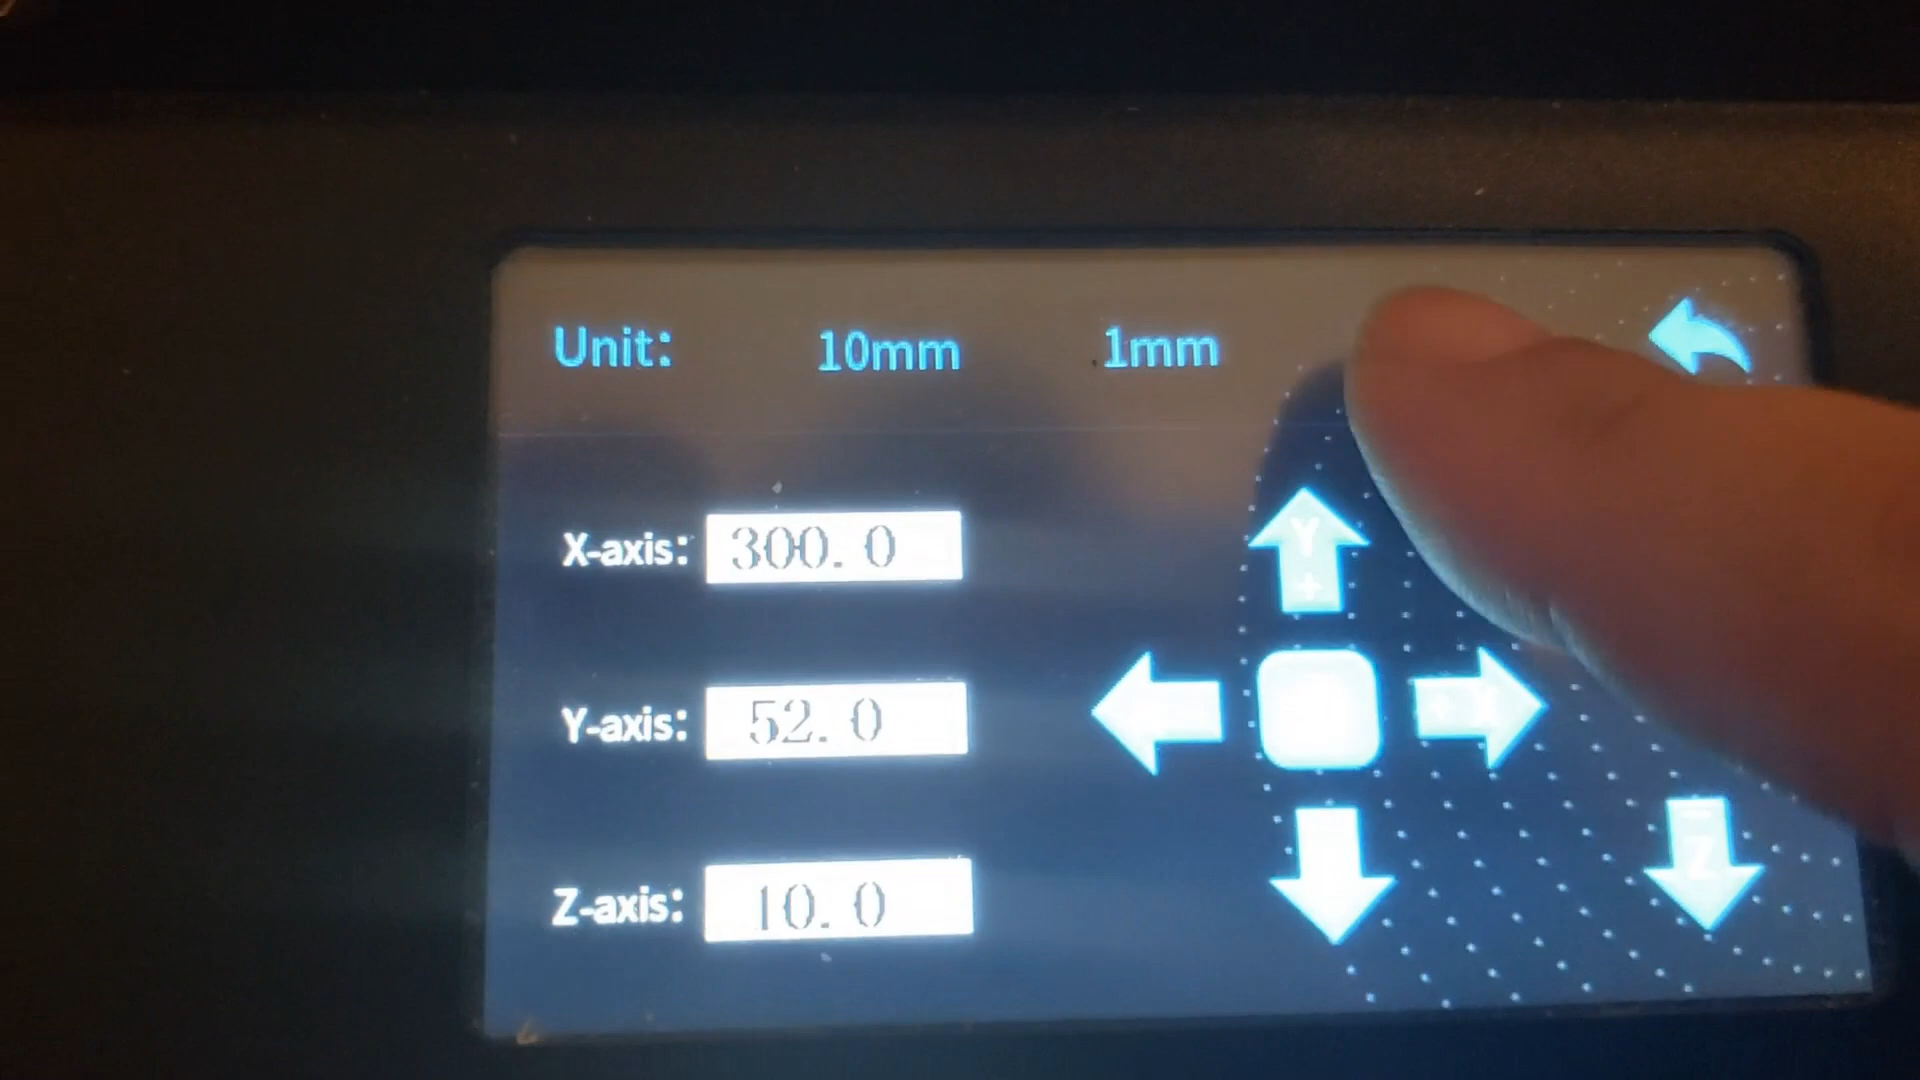 Unit: 10mm 1mm
X-axis: 300.0
Y-axis: 52.0
Z-axis: 10.0
Y
+
X
-
Z